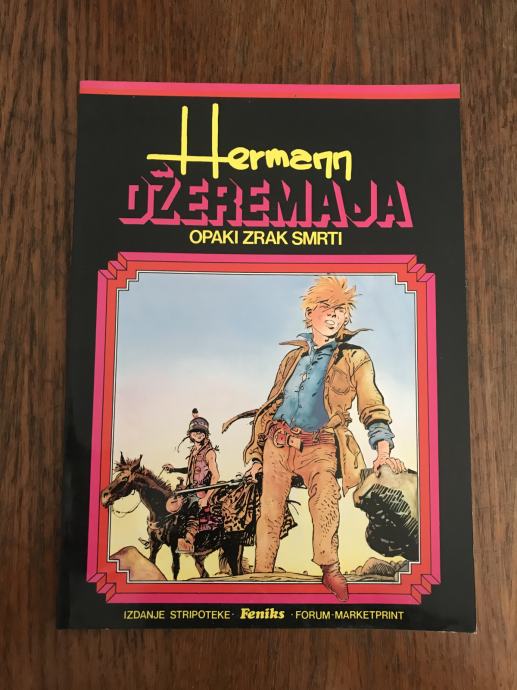 Hermann
DŽEREMAJA
OPAKI ZRAK SMRTI
IZDANJE STRIPOTEKE · Feniks · FORUM-MARKETPRINT